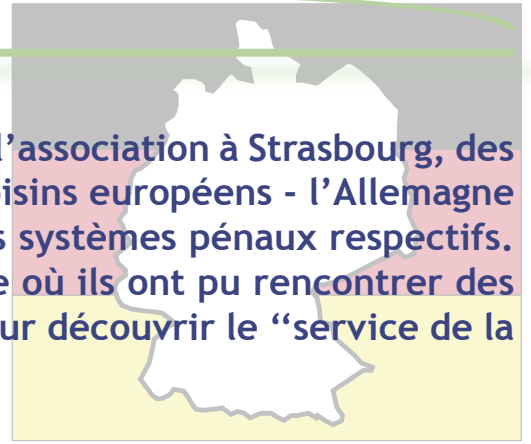 l’association à Strasbourg, des
oisins européens - l’Allemagne
s systèmes pénaux respectifs.
e où ils ont pu rencontrer des
ur découvrir le ‘‘service de la